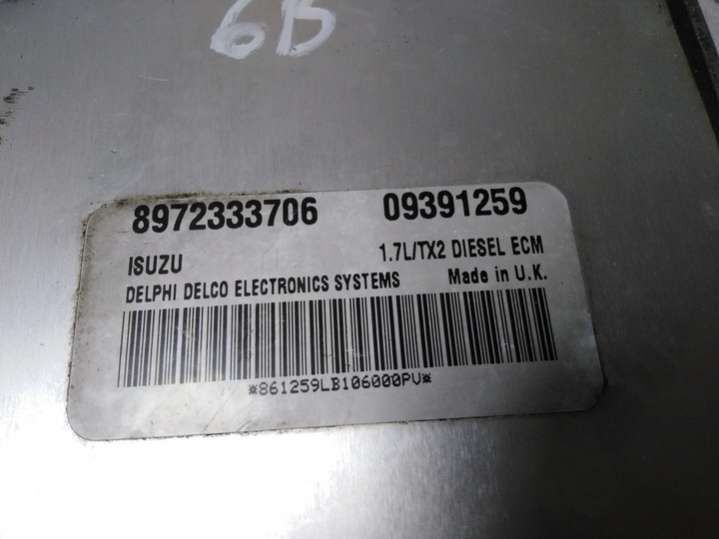 6B
8972333706 09391259
ISUZU 1.7L/TX2 DIESEL ECM
DELPHI DELCO ELECTRONICS SYSTEMS Made in U.K.
*861259LB106000PV*